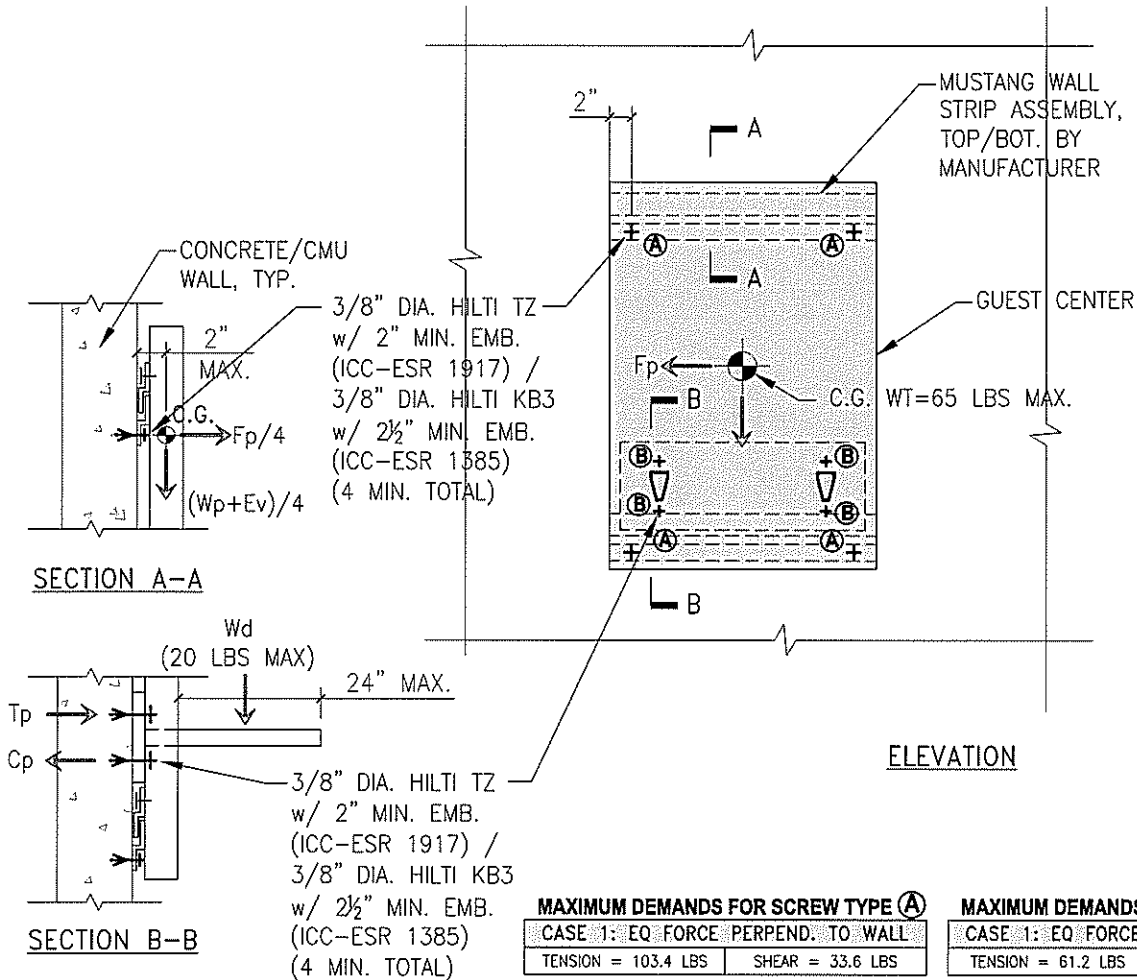 2"
A
MUSTANG WALL
STRIP ASSEMBLY,
TOP/BOT. BY
MANUFACTURER
A
A
A
GUEST CENTER
Fp
C.G. WT=65 LBS MAX.
B
B
B
B
B
A
A
B
ELEVATION
CONCRETE/CMU
WALL, TYP.
2"
MAX.
C.G.
Fp/4
(Wp+Ev)/4
3/8" DIA. HILTI TZ
w/ 2" MIN. EMB.
(ICC-ESR 1917) /
3/8" DIA. HILTI KB3
w/ 2½" MIN. EMB.
(ICC-ESR 1385)
(4 MIN. TOTAL)
SECTION A-A
Wd
(20 LBS MAX)
24" MAX.
Tp
Cp
3/8" DIA. HILTI TZ
w/ 2" MIN. EMB.
(ICC-ESR 1917) /
3/8" DIA. HILTI KB3
w/ 2½" MIN. EMB.
(ICC-ESR 1385)
(4 MIN. TOTAL)
SECTION B-B
MAXIMUM DEMANDS FOR SCREW TYPE A
CASE 1: EQ FORCE PERPEND. TO WALL
TENSION = 103.4 LBS SHEAR = 33.6 LBS
MAXIMUM DEMANDS
CASE 1: EQ FORCE
TENSION = 61.2 LBS